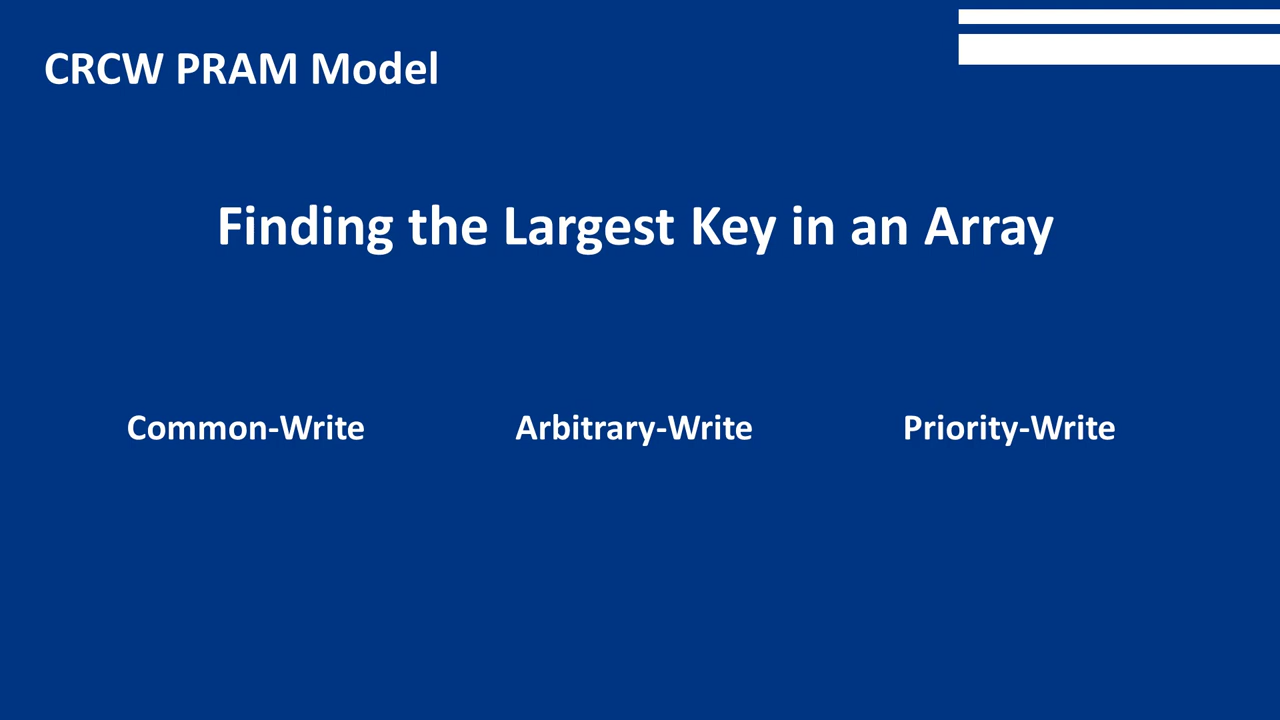 CRCW PRAM Model
Finding the Largest Key in an Array
Common-Write
Arbitrary-Write
Priority-Write